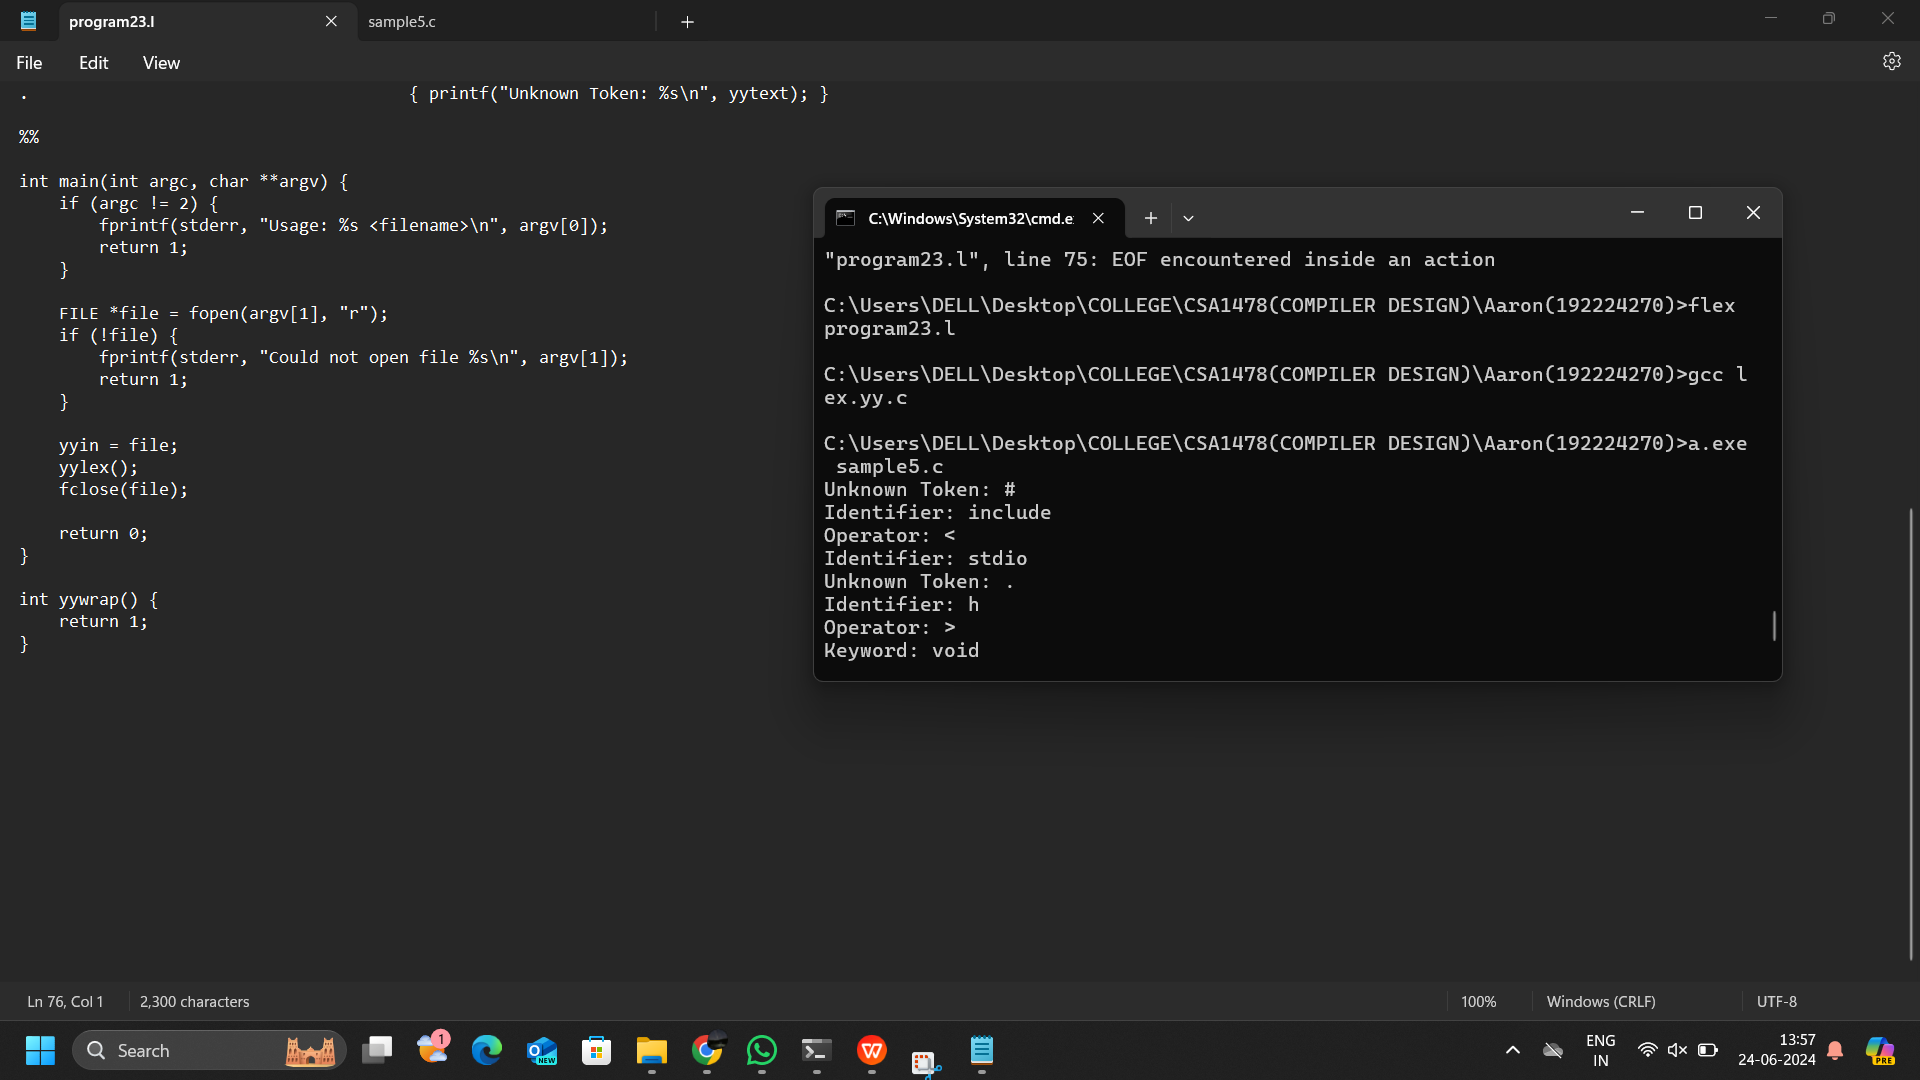 program23.l
sample5.c
File Edit View
. { printf("Unknown Token: %s\n", yytext); }
%%
int main(int argc, char **argv) {
if (argc != 2) {
fprintf(stderr, "Usage: %s <filename>\n", argv[0]);
return 1;
}
FILE *file = fopen(argv[1], "r");
if (!file) {
fprintf(stderr, "Could not open file %s\n", argv[1]);
return 1;
}
yyin = file;
yylex();
fclose(file);
return 0;
}
int yywrap() {
return 1;
}
C:\Windows\System32\cmd.e
"program23.l", line 75: EOF encountered inside an action
C:\Users\DELL\Desktop\COLLEGE\CSA1478(COMPILER DESIGN)\Aaron(192224270)>flex
program23.l
C:\Users\DELL\Desktop\COLLEGE\CSA1478(COMPILER DESIGN)\Aaron(192224270)>gcc l
ex.yy.c
C:\Users\DELL\Desktop\COLLEGE\CSA1478(COMPILER DESIGN)\Aaron(192224270)>a.exe
sample5.c
Unknown Token: #
Identifier: include
Operator: <
Identifier: stdio
Unknown Token: .
Identifier: h
Operator: >
Keyword: void
Ln 76, Col 1 2,300 characters 100% Windows (CRLF) UTF-8
Search
1
NEW
W
ENG
IN
13:57
24-06-2024
PRE